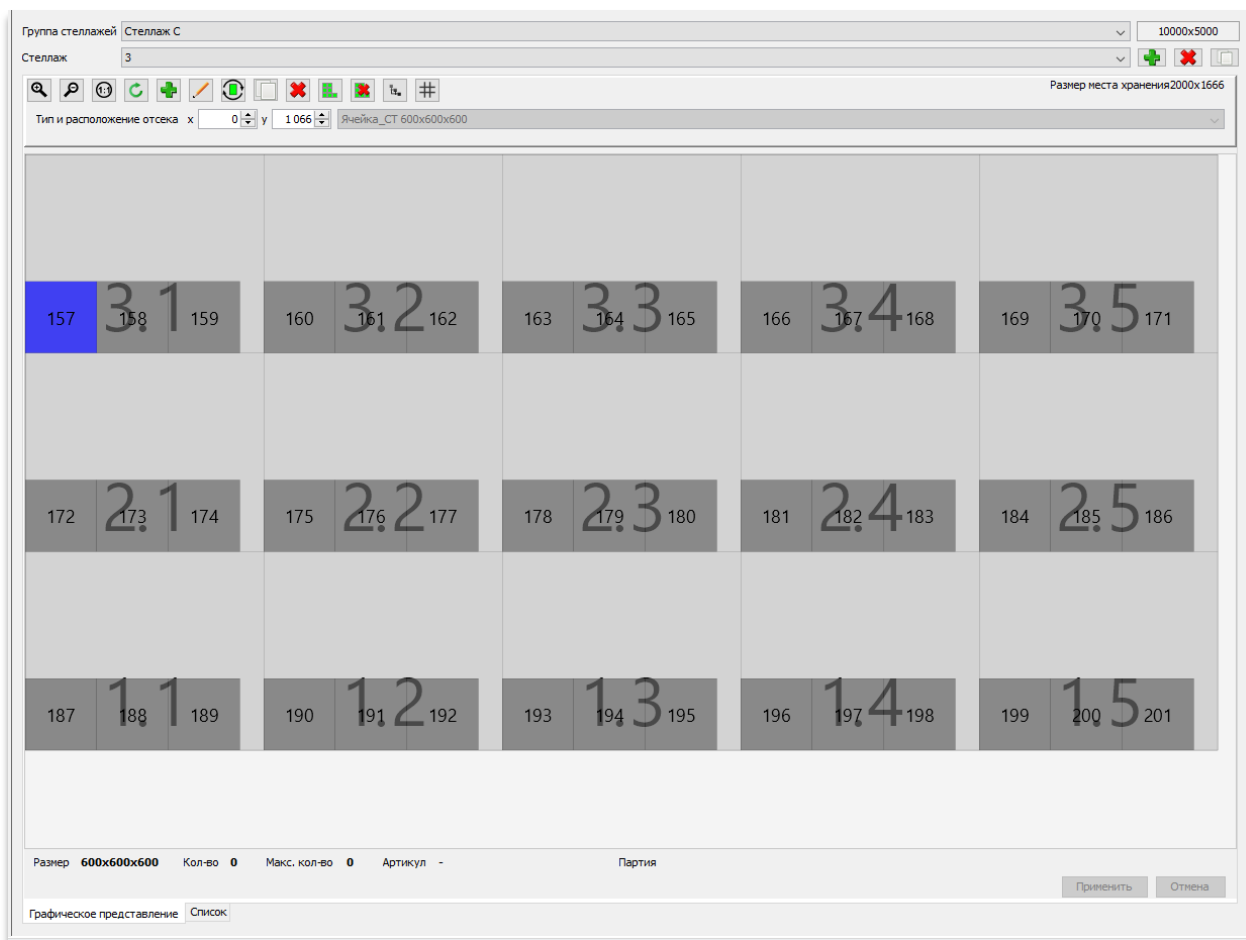 Группа стеллажей Стеллаж С 10000x5000
Стеллаж 3
1:1 Размер места хранения2000x1666
Тип и расположение отсека x 0 y 1 066 Ячейка_СТ 600x600x600
3.1 3.2 3.3 3.4 3.5
157 158 159 160 161 162 163 164 165 166 167 168 169 170 171
2.1 2.2 2.3 2.4 2.5
172 173 174 175 176 177 178 179 180 181 182 183 184 185 186
1.1 1.2 1.3 1.4 1.5
187 188 189 190 191 192 193 194 195 196 197 198 199 200 201
Размер 600x600x600 Кол-во 0 Макс. кол-во 0 Артикул - Партия
Применить Отмена
Графическое представление Список